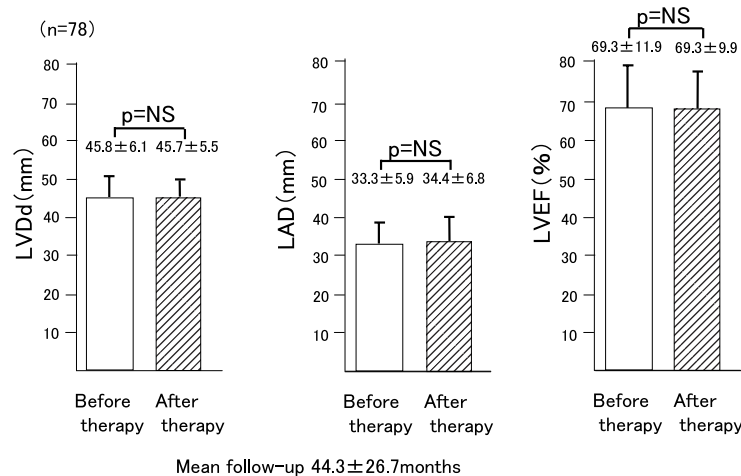 (n=78)
LVDd(mm)
80
70
60
50
40
30
20
10
p=NS
45.8±6.1 45.7±5.5
Before therapy
After therapy
LAD(mm)
80
70
60
50
40
30
20
10
p=NS
33.3±5.9 34.4±6.8
Before therapy
After therapy
LVEF(%)
80
70
60
50
40
30
20
10
p=NS
69.3±11.9 69.3±9.9
Before therapy
After therapy
Mean follow-up 44.3±26.7months